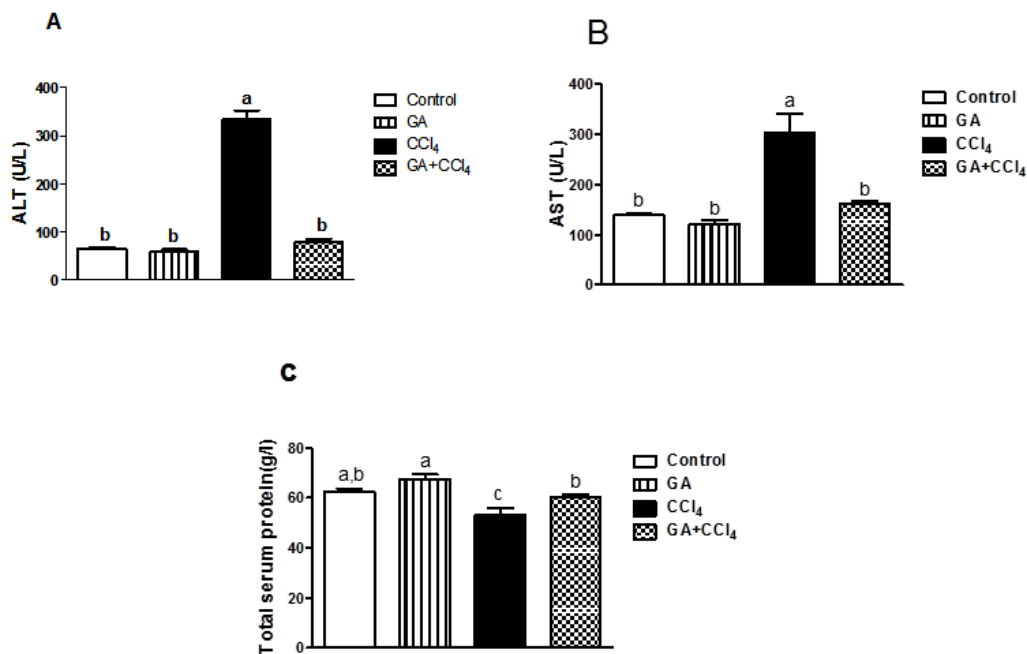 A
400
300
200
100
0
ALT (U/L)
b
b
a
b
Control
GA
CCl₄
GA+CCl₄
B
400
300
200
100
0
AST (U/L)
b
b
a
b
Control
GA
CCl₄
GA+CCl₄
C
80
60
40
20
0
Total serum protein(g/l)
a,b
a
c
b
Control
GA
CCl₄
GA+CCl₄